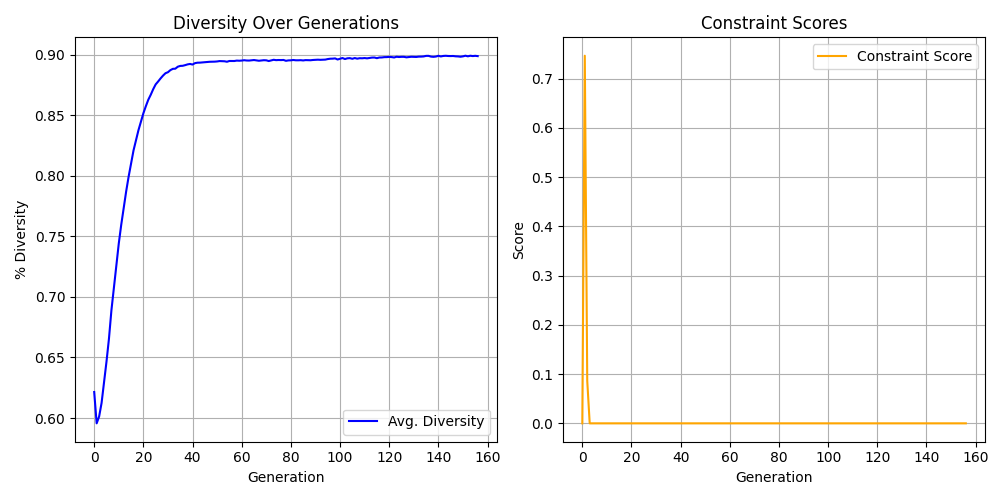 Diversity Over Generations
% Diversity
0.90
0.85
0.80
0.75
0.70
0.65
0.60
Avg. Diversity
0 20 40 60 80 100 120 140 160
Generation
Constraint Scores
Score
0.7
0.6
0.5
0.4
0.3
0.2
0.1
0.0
Constraint Score
0 20 40 60 80 100 120 140 160
Generation